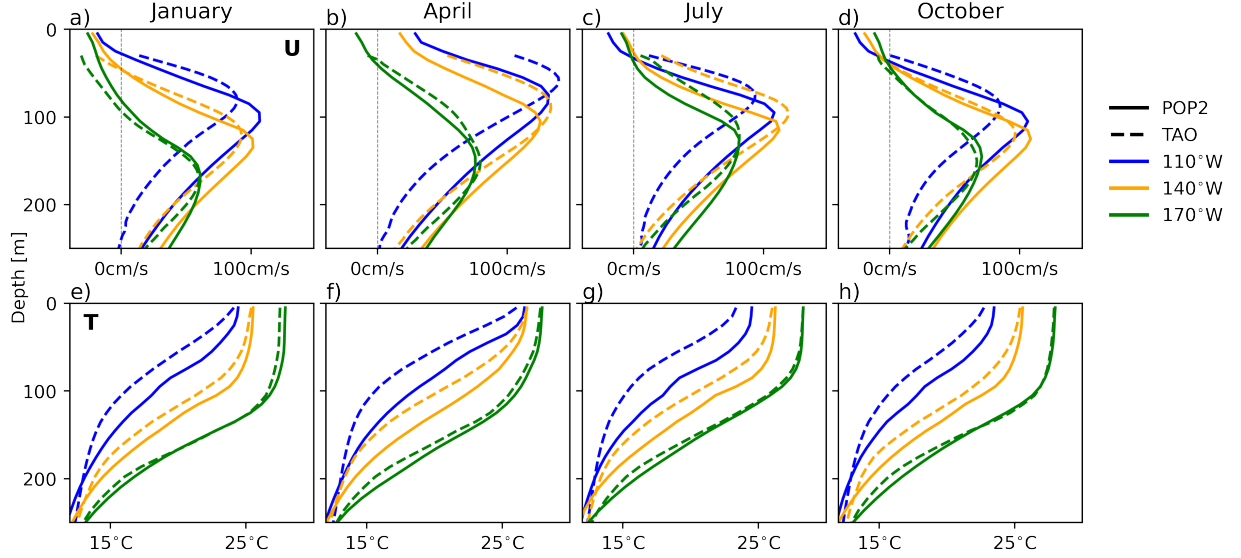 January
April
July
October
a)
b)
c)
d)
U
0
100
200
0cm/s
100cm/s
0cm/s
100cm/s
0cm/s
100cm/s
0cm/s
100cm/s
POP2
TAO
110°W
140°W
170°W
Depth [m]
e)
f)
g)
h)
T
0
100
200
15°C
25°C
15°C
25°C
15°C
25°C
15°C
25°C